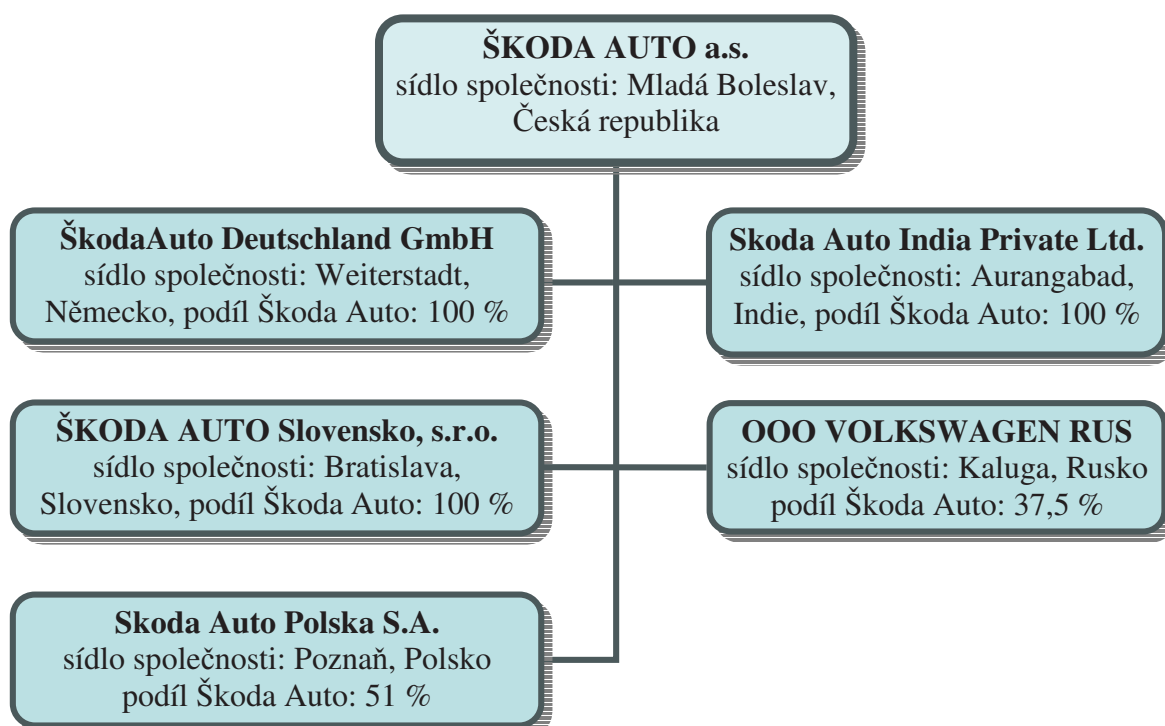 ŠKODA AUTO a.s.
sídlo společnosti: Mladá Boleslav,
Česká republika
ŠkodaAuto Deutschland GmbH
sídlo společnosti: Weiterstadt,
Německo, podíl Škoda Auto: 100 %
Skoda Auto India Private Ltd.
sídlo společnosti: Aurangabad,
Indie, podíl Škoda Auto: 100 %
ŠKODA AUTO Slovensko, s.r.o.
sídlo společnosti: Bratislava,
Slovensko, podíl Škoda Auto: 100 %
OOO VOLKSWAGEN RUS
sídlo společnosti: Kaluga, Rusko
podíl Škoda Auto: 37,5 %
Skoda Auto Polska S.A.
sídlo společnosti: Poznaň, Polsko
podíl Škoda Auto: 51 %